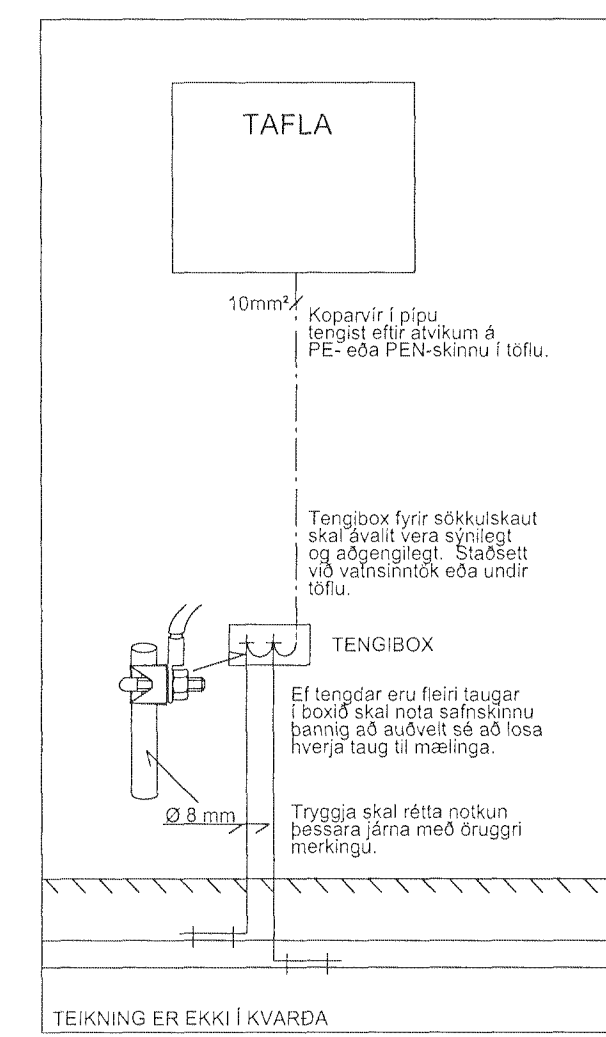 TAFLA
10mm²
Koparvír í pípu
tengist eftir atvikum á
PE- eða PEN-skinnu í töflu.
Tengibox fyrir sökkulskaut
skal ávallt vera sýnilegt
og aðgengilegt. Staðsett
við vatnsinntök eða undir
töflu.
TENGIBOX
Ef tengdar eru fleiri taugar
í boxið skal nota safnskinnu
þannig að auðvelt sé að losa
hverja taug til mælinga.
Ø 8 mm
Tryggja skal rétta notkun
þessara járna með öruggri
merkingu.
TEIKNING ER EKKI Í KVARÐA